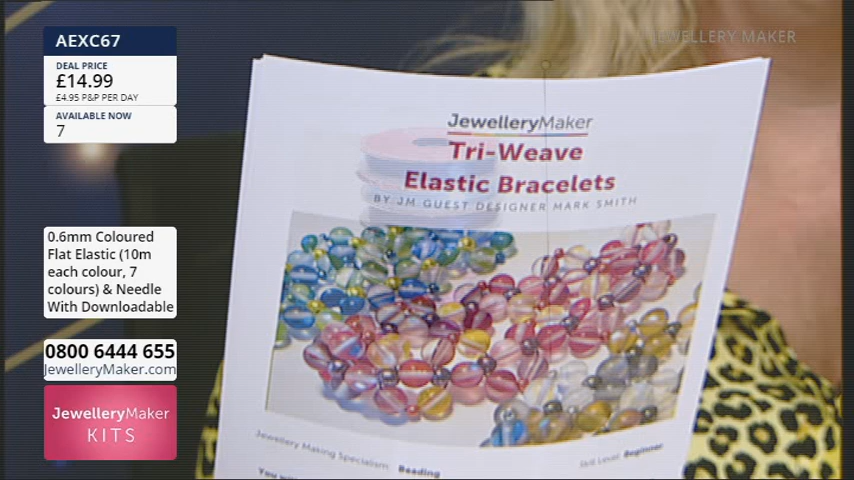 AEXC67
DEAL PRICE
£14.99
£4.95 P&P PER DAY
AVAILABLE NOW
7
0.6mm Coloured
Flat Elastic (10m
each colour, 7
colours) & Needle
With Downloadable
0800 6444 655
JewelleryMaker.com
JewelleryMaker
KITS
JEWELLERY MAKER
JewelleryMaker
Tri-Weave
Elastic Bracelets
BY JM GUEST DESIGNER MARK SMITH
Jewellery Making Specialism Beading
Skill Level Beginner
You